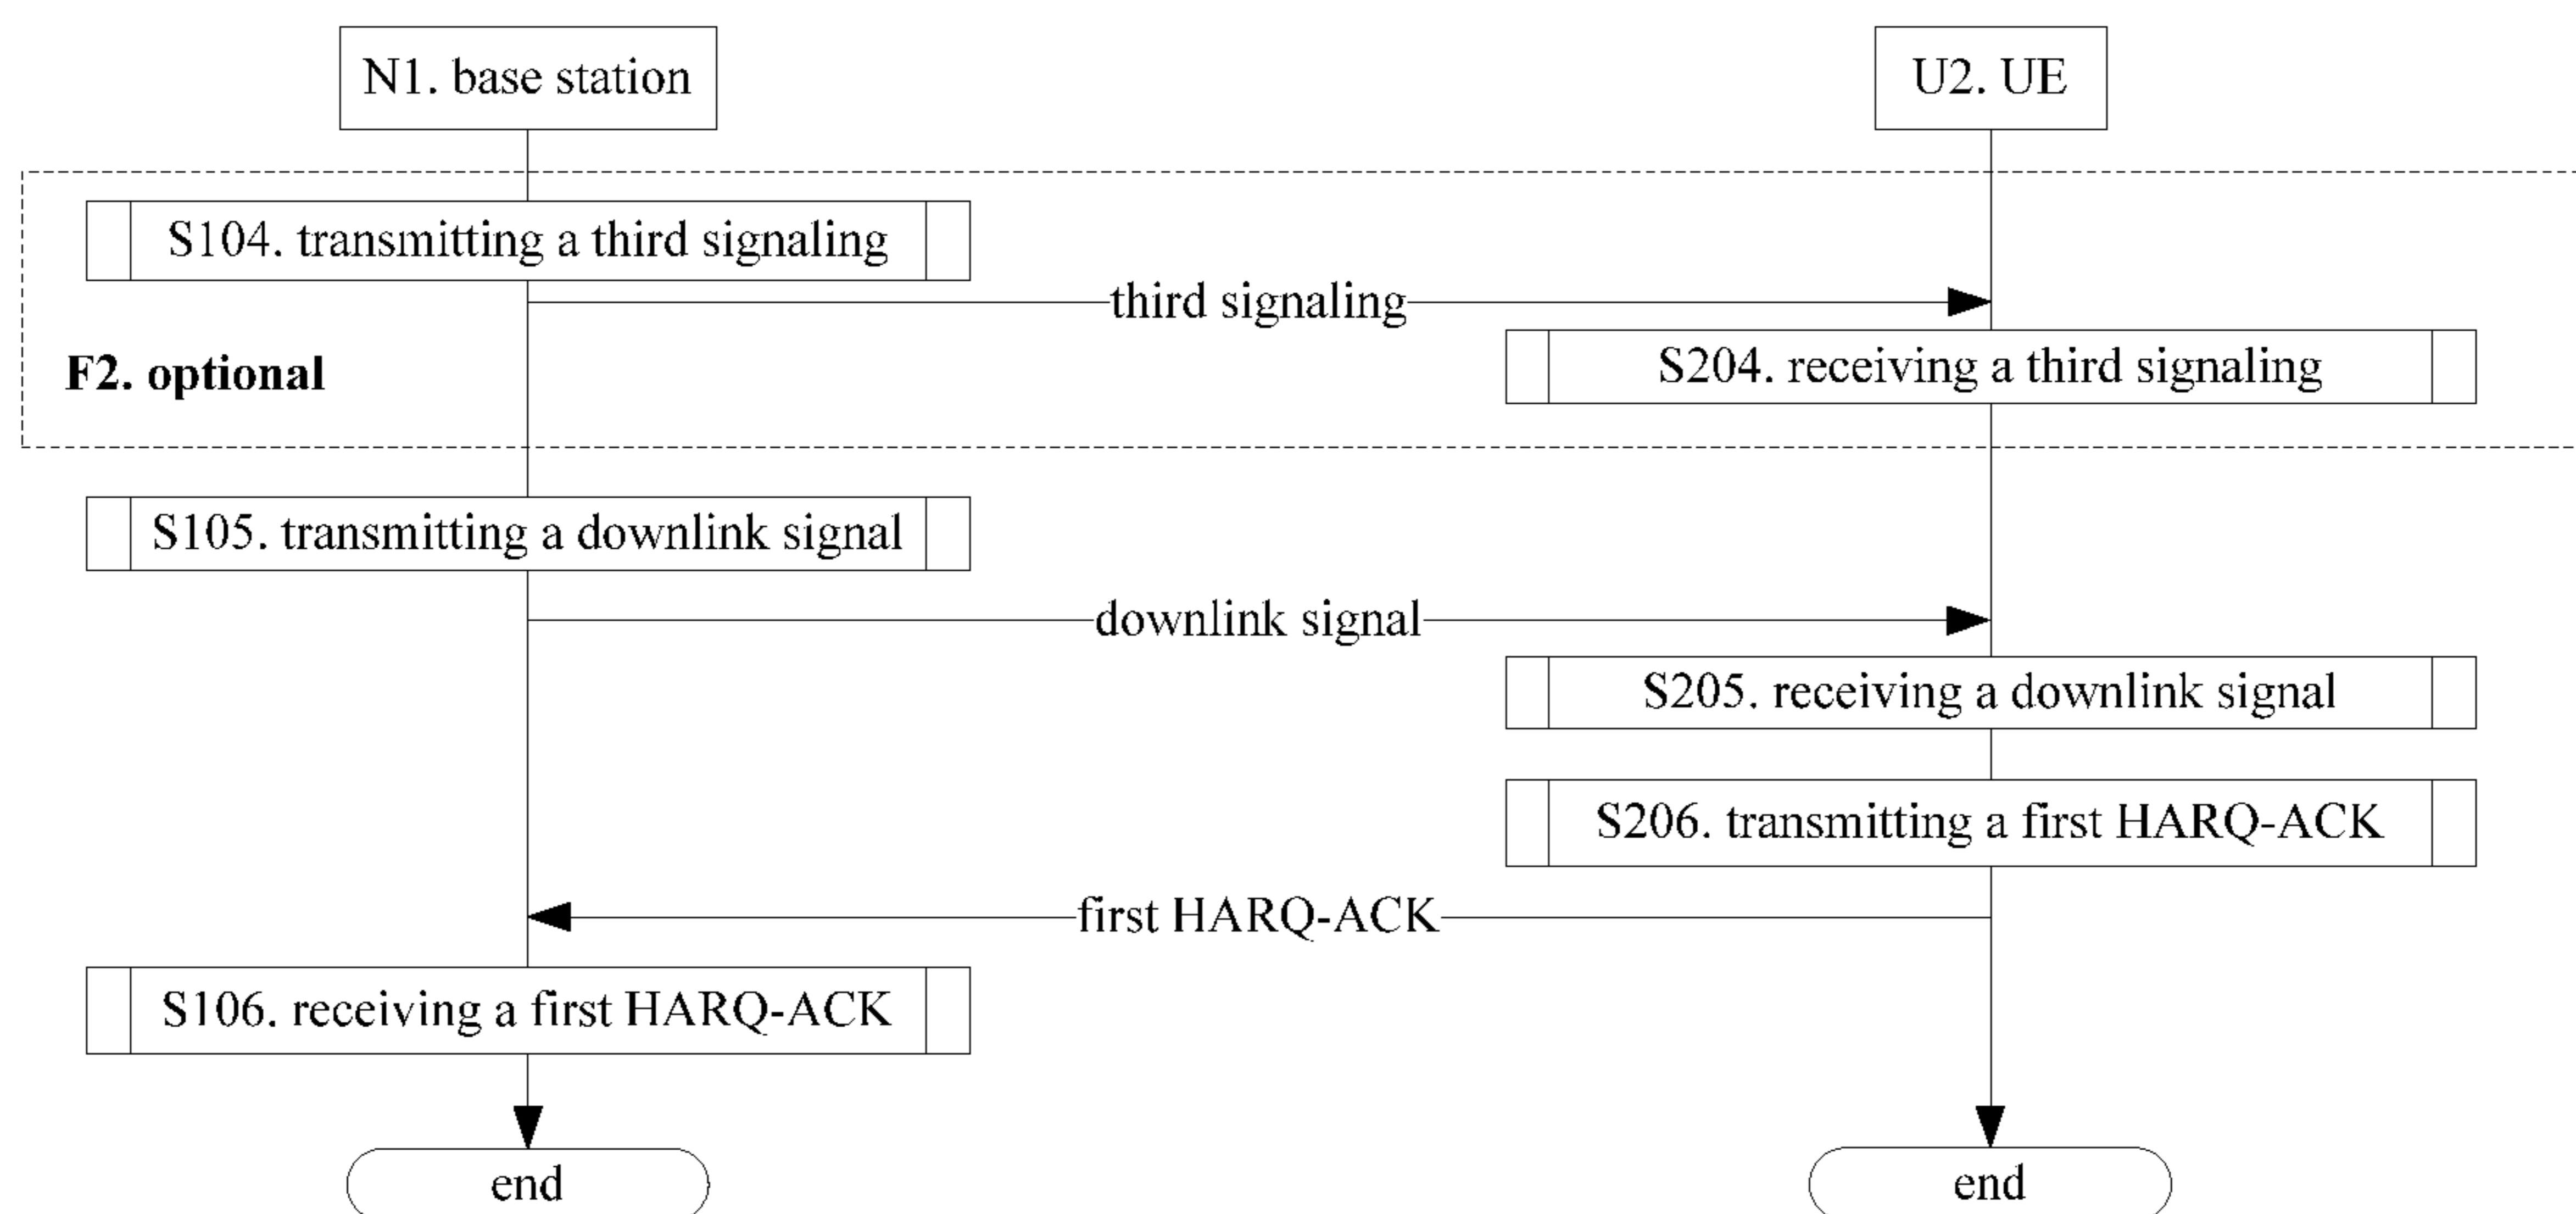 N1. base station
U2. UE
S104. transmitting a third signaling
third signaling
F2. optional
S204. receiving a third signaling
S105. transmitting a downlink signal
downlink signal
S205. receiving a downlink signal
S206. transmitting a first HARQ-ACK
first HARQ-ACK
S106. receiving a first HARQ-ACK
end
end